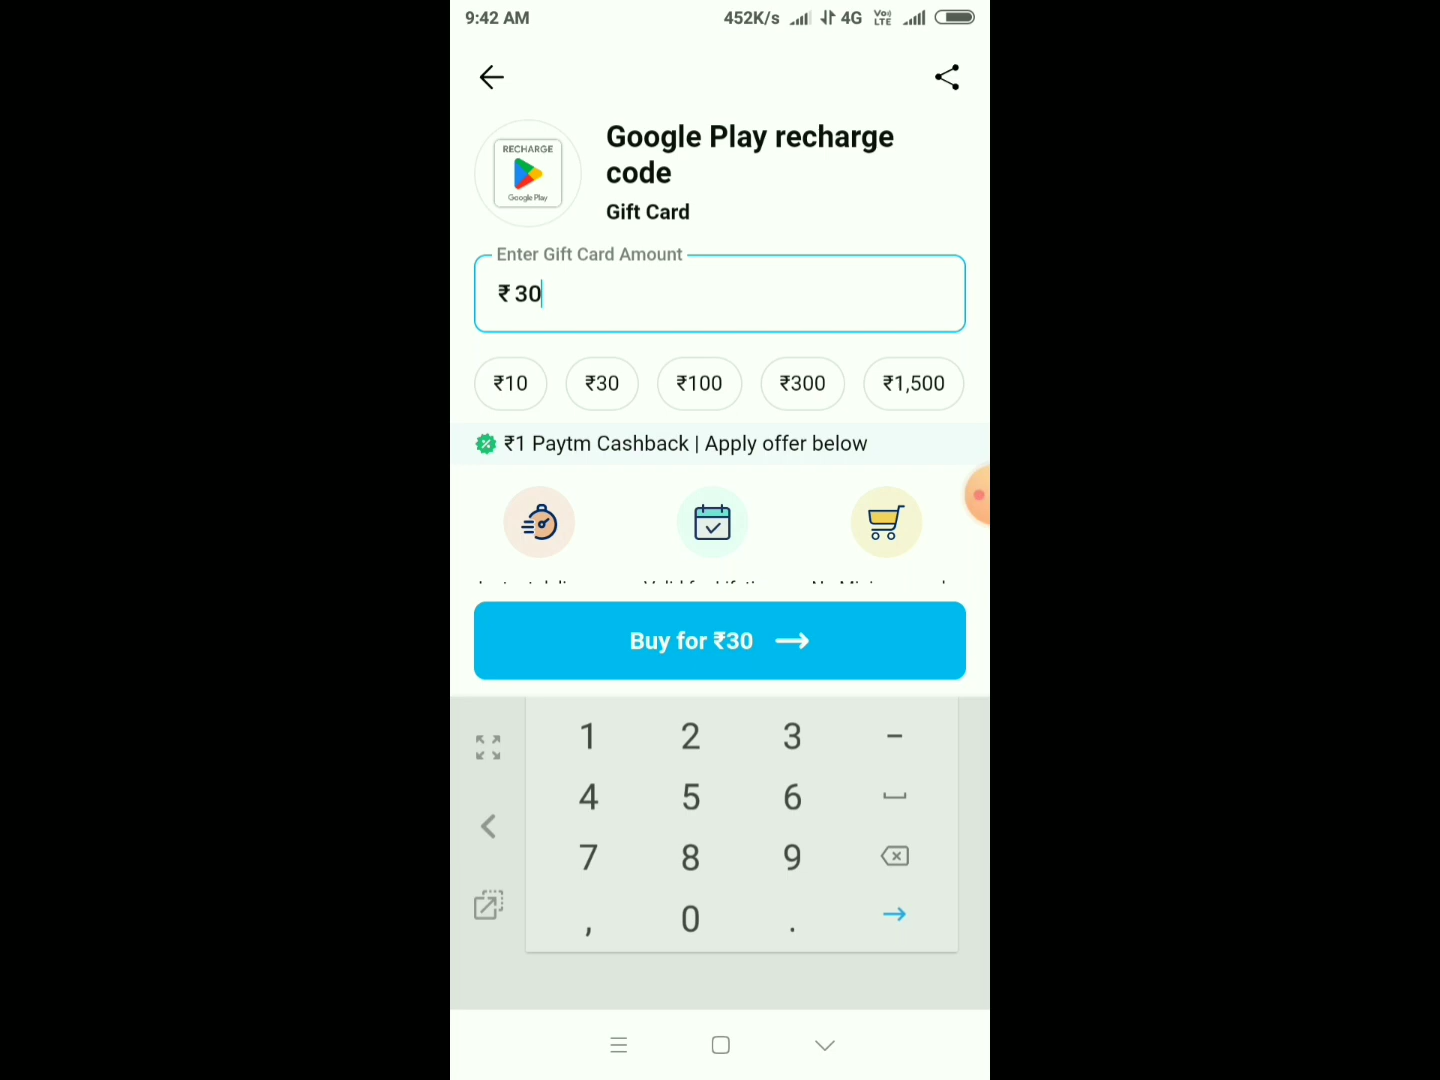 9:42 AM 452K/s 4G Vo) LTE
RECHARGE
Google Play
Google Play recharge
code
Gift Card
Enter Gift Card Amount
₹ 30
₹10 ₹30 ₹100 ₹300 ₹1,500
₹1 Paytm Cashback | Apply offer below
Buy for ₹30
1 2 3 –
4 5 6
7 8 9
, 0 .